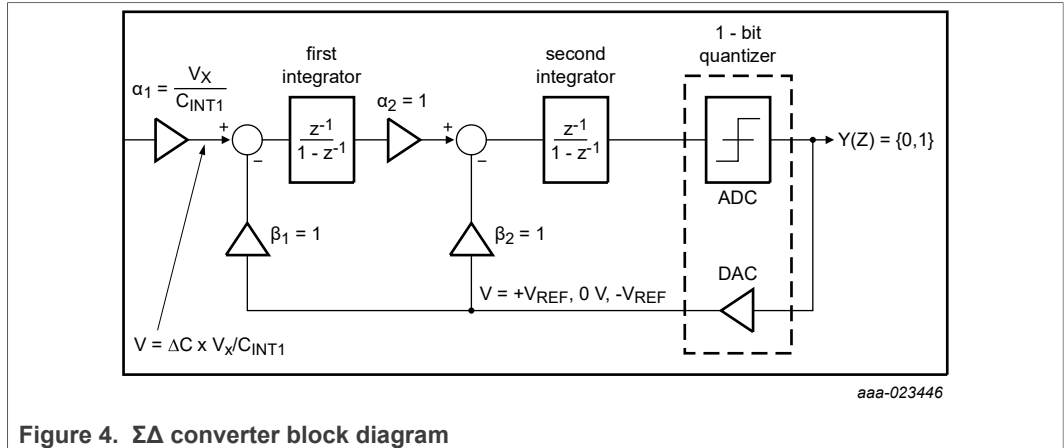 1 - bit
quantizer
first
integrator
second
integrator
α1 = VX
CINT1
α2 = 1
+
−
z-1
1 - z-1
+
−
z-1
1 - z-1
ADC
Y(Z) = {0,1}
β1 = 1
β2 = 1
DAC
V = +VREF, 0 V, -VREF
V = ΔC x Vx/CINT1
aaa-023446
Figure 4. ΣΔ converter block diagram